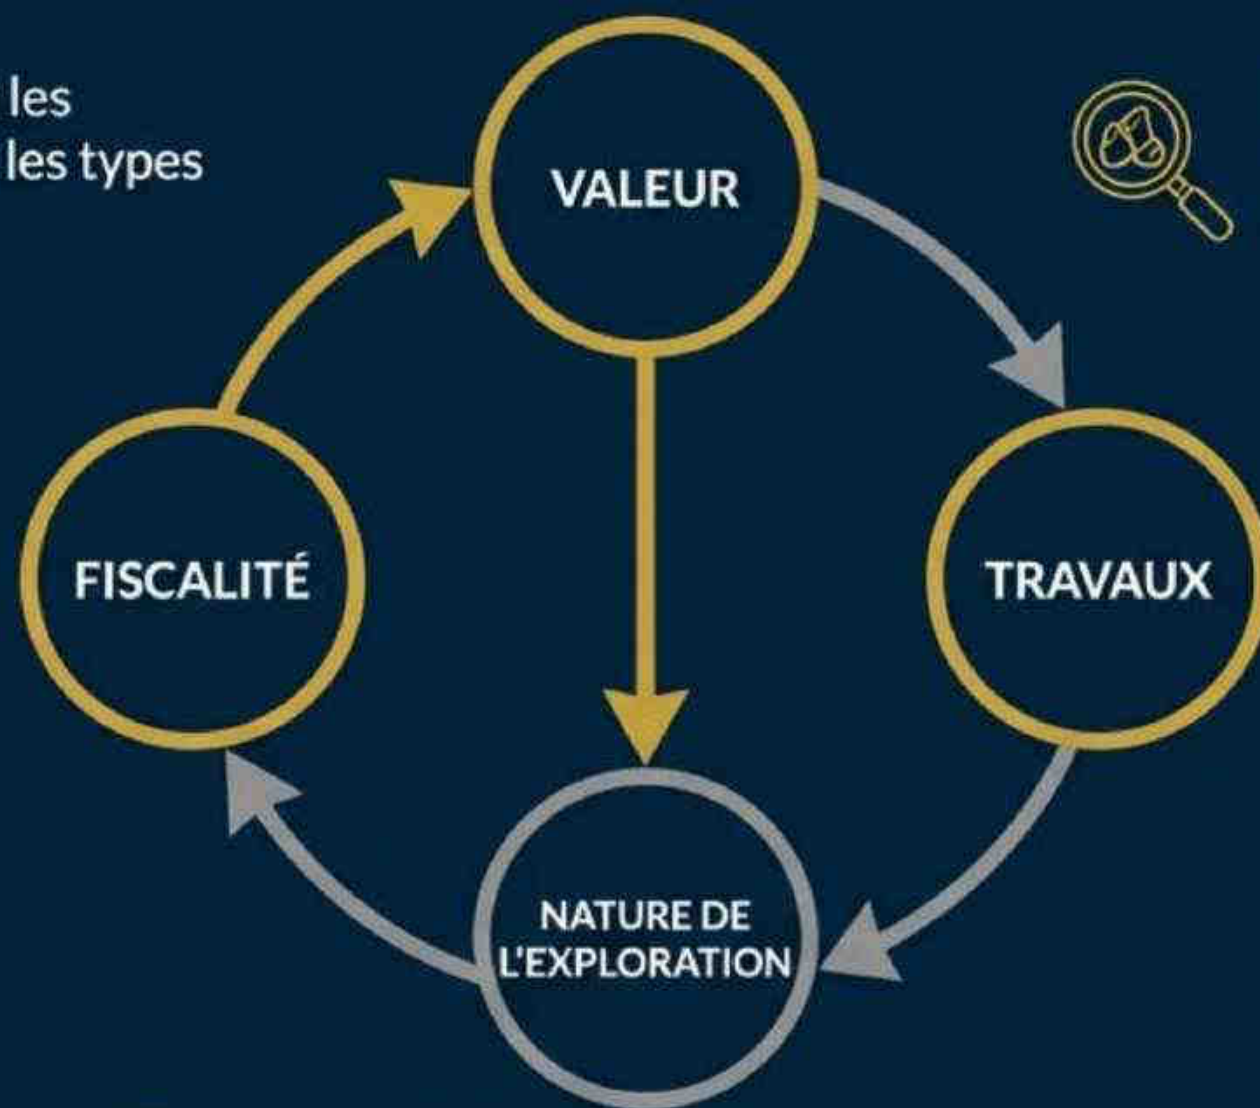 les
les types
VALEUR
FISCALITÉ
TRAVAUX
NATURE DE
L'EXPLORATION